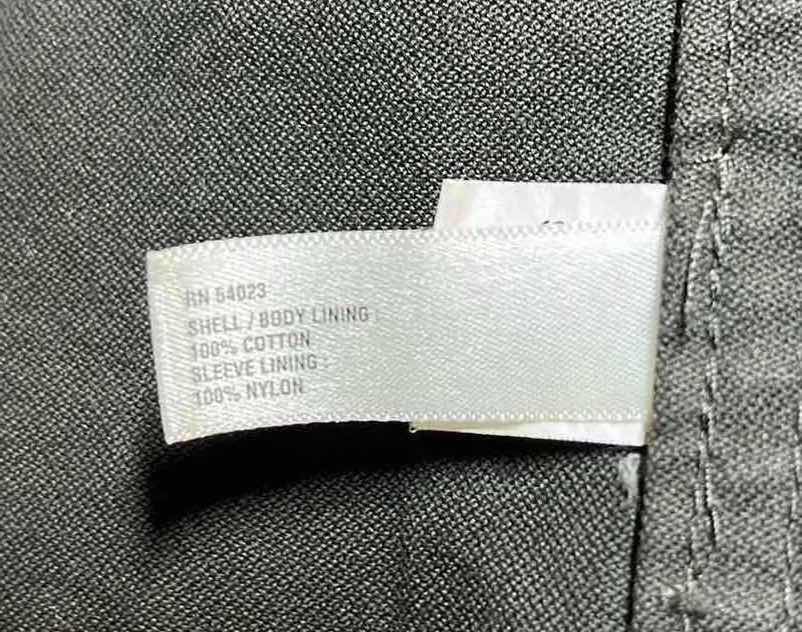 RN 54023
SHELL / BODY LINING :
100% COTTON
SLEEVE LINING :
100% NYLON